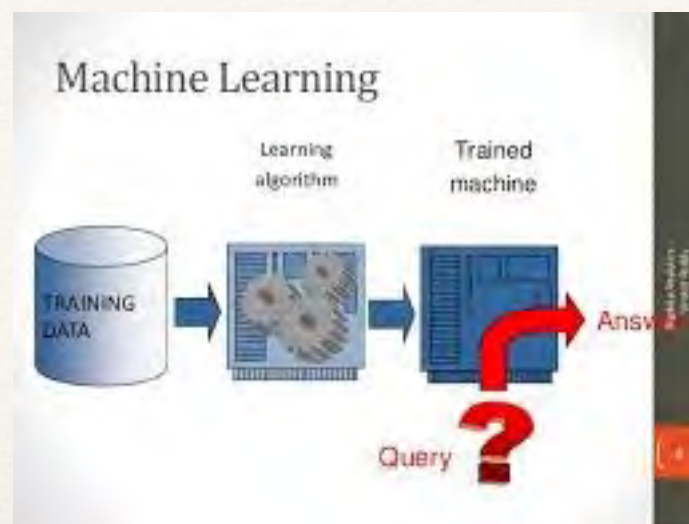 Machine Learning
Learning
algorithm
Trained
machine
TRAINING
DATA
Answ
Query